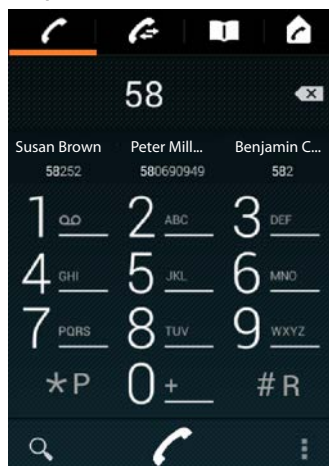 58
Susan Brown Peter Mill... Benjamin C...
58252 580690949 582
1 2 ABC 3 DEF
4 GHI 5 JKL 6 MNO
7 PQRS 8 TUV 9 WXYZ
*P 0 + #R